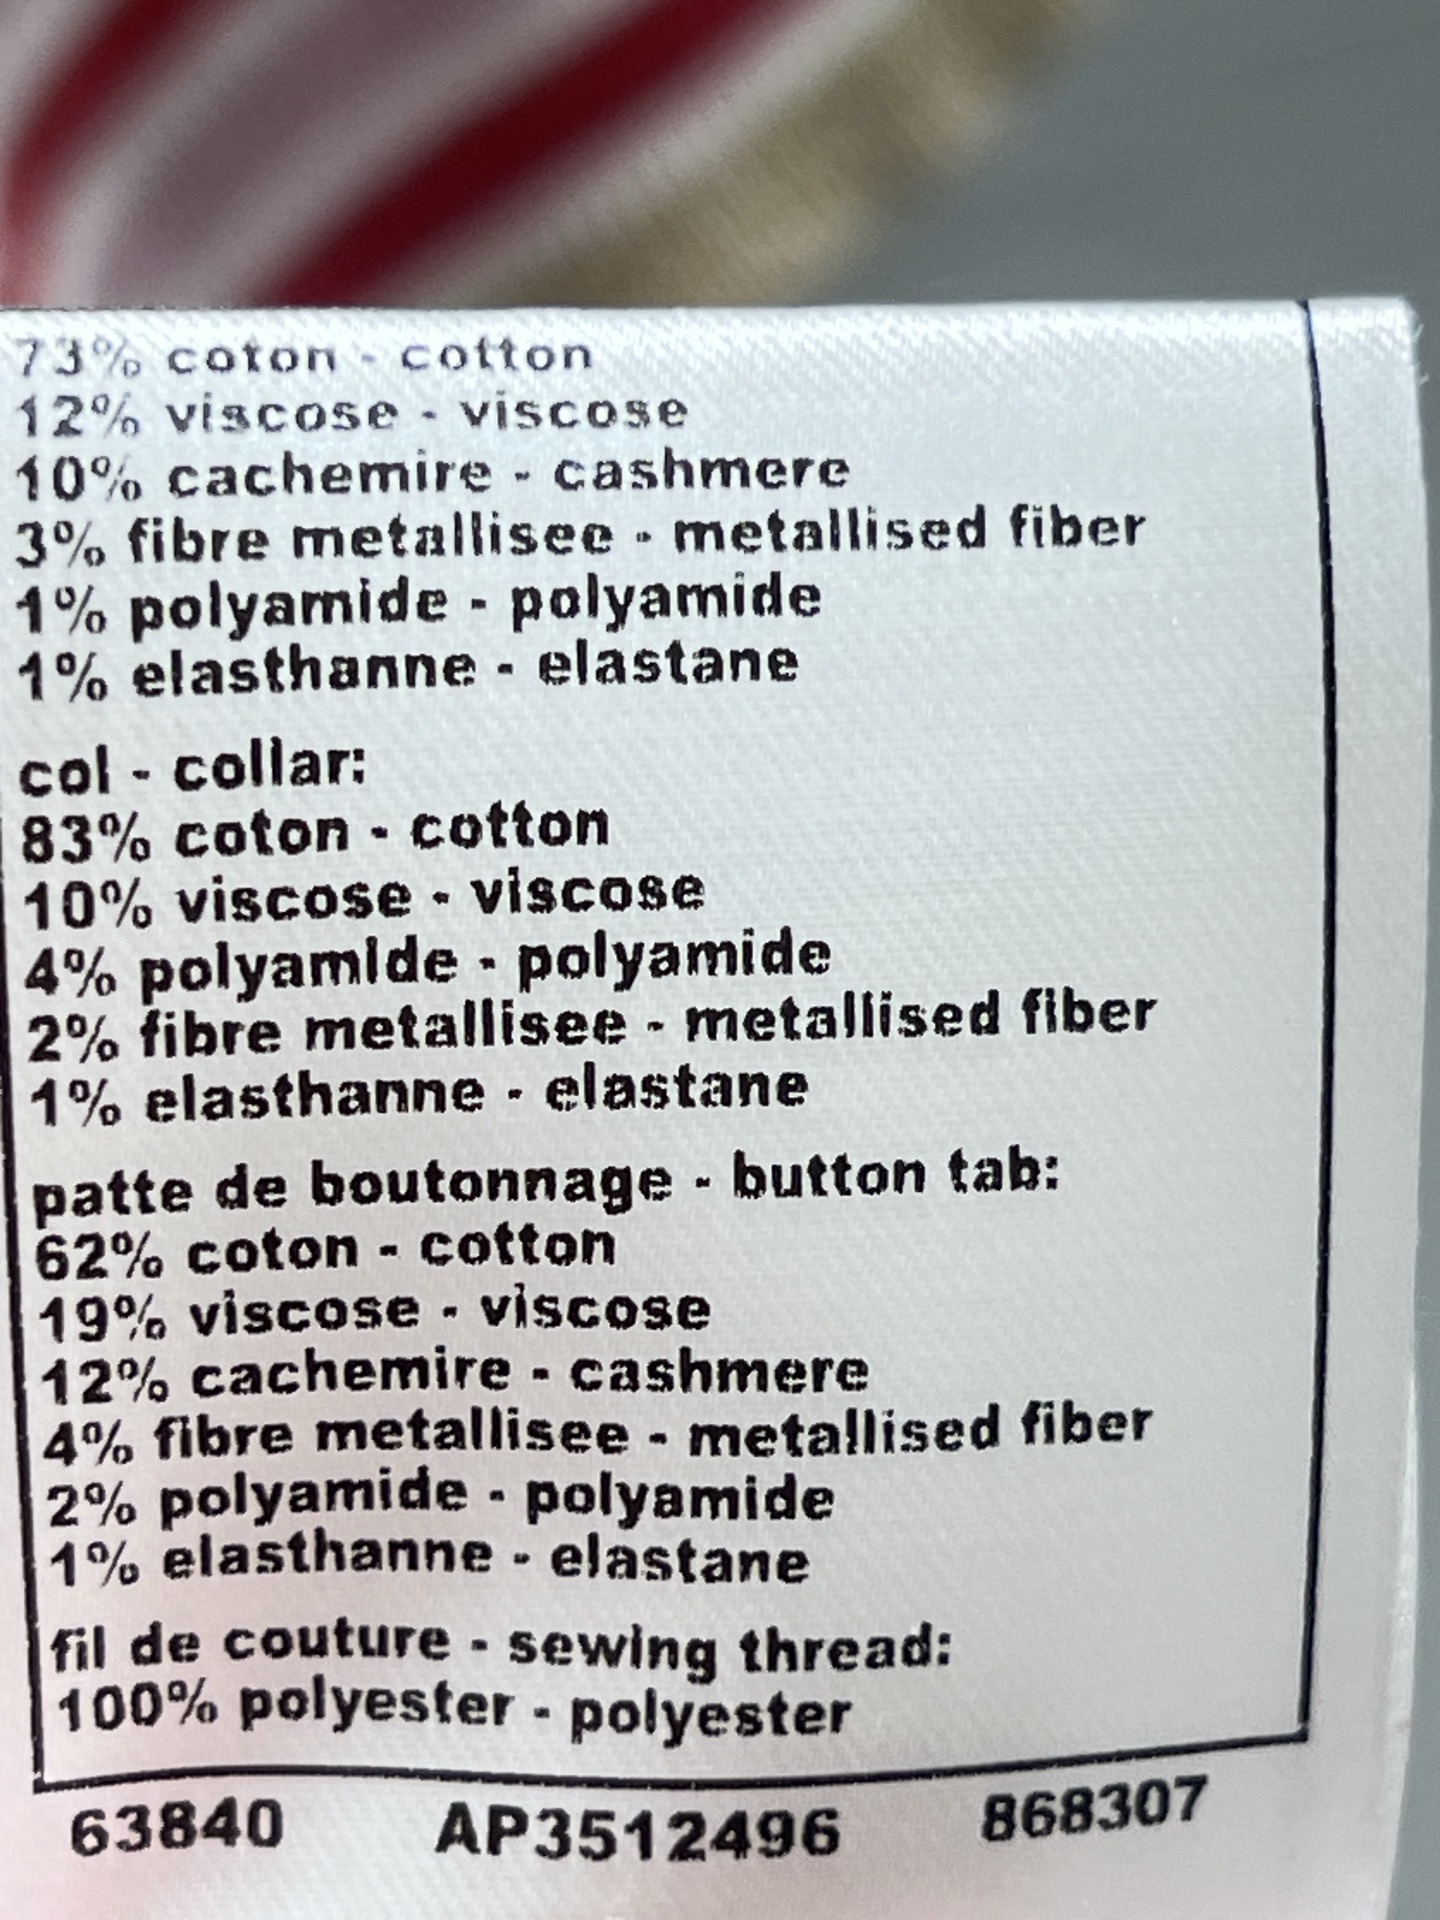 73% coton - cotton
12% viscose - viscose
10% cachemire - cashmere
3% fibre metallisee - metallised fiber
1% polyamide - polyamide
1% elasthanne - elastane
col - collar:
83% coton - cotton
10% viscose - viscose
4% polyamide - polyamide
2% fibre metallisee - metallised fiber
1% elasthanne - elastane
patte de boutonnage - button tab:
62% coton - cotton
19% viscose - viscose
12% cachemire - cashmere
4% fibre metallisee - metallised fiber
2% polyamide - polyamide
1% elasthanne - elastane
fil de couture - sewing thread:
100% polyester - polyester
63840 AP3512496 868307